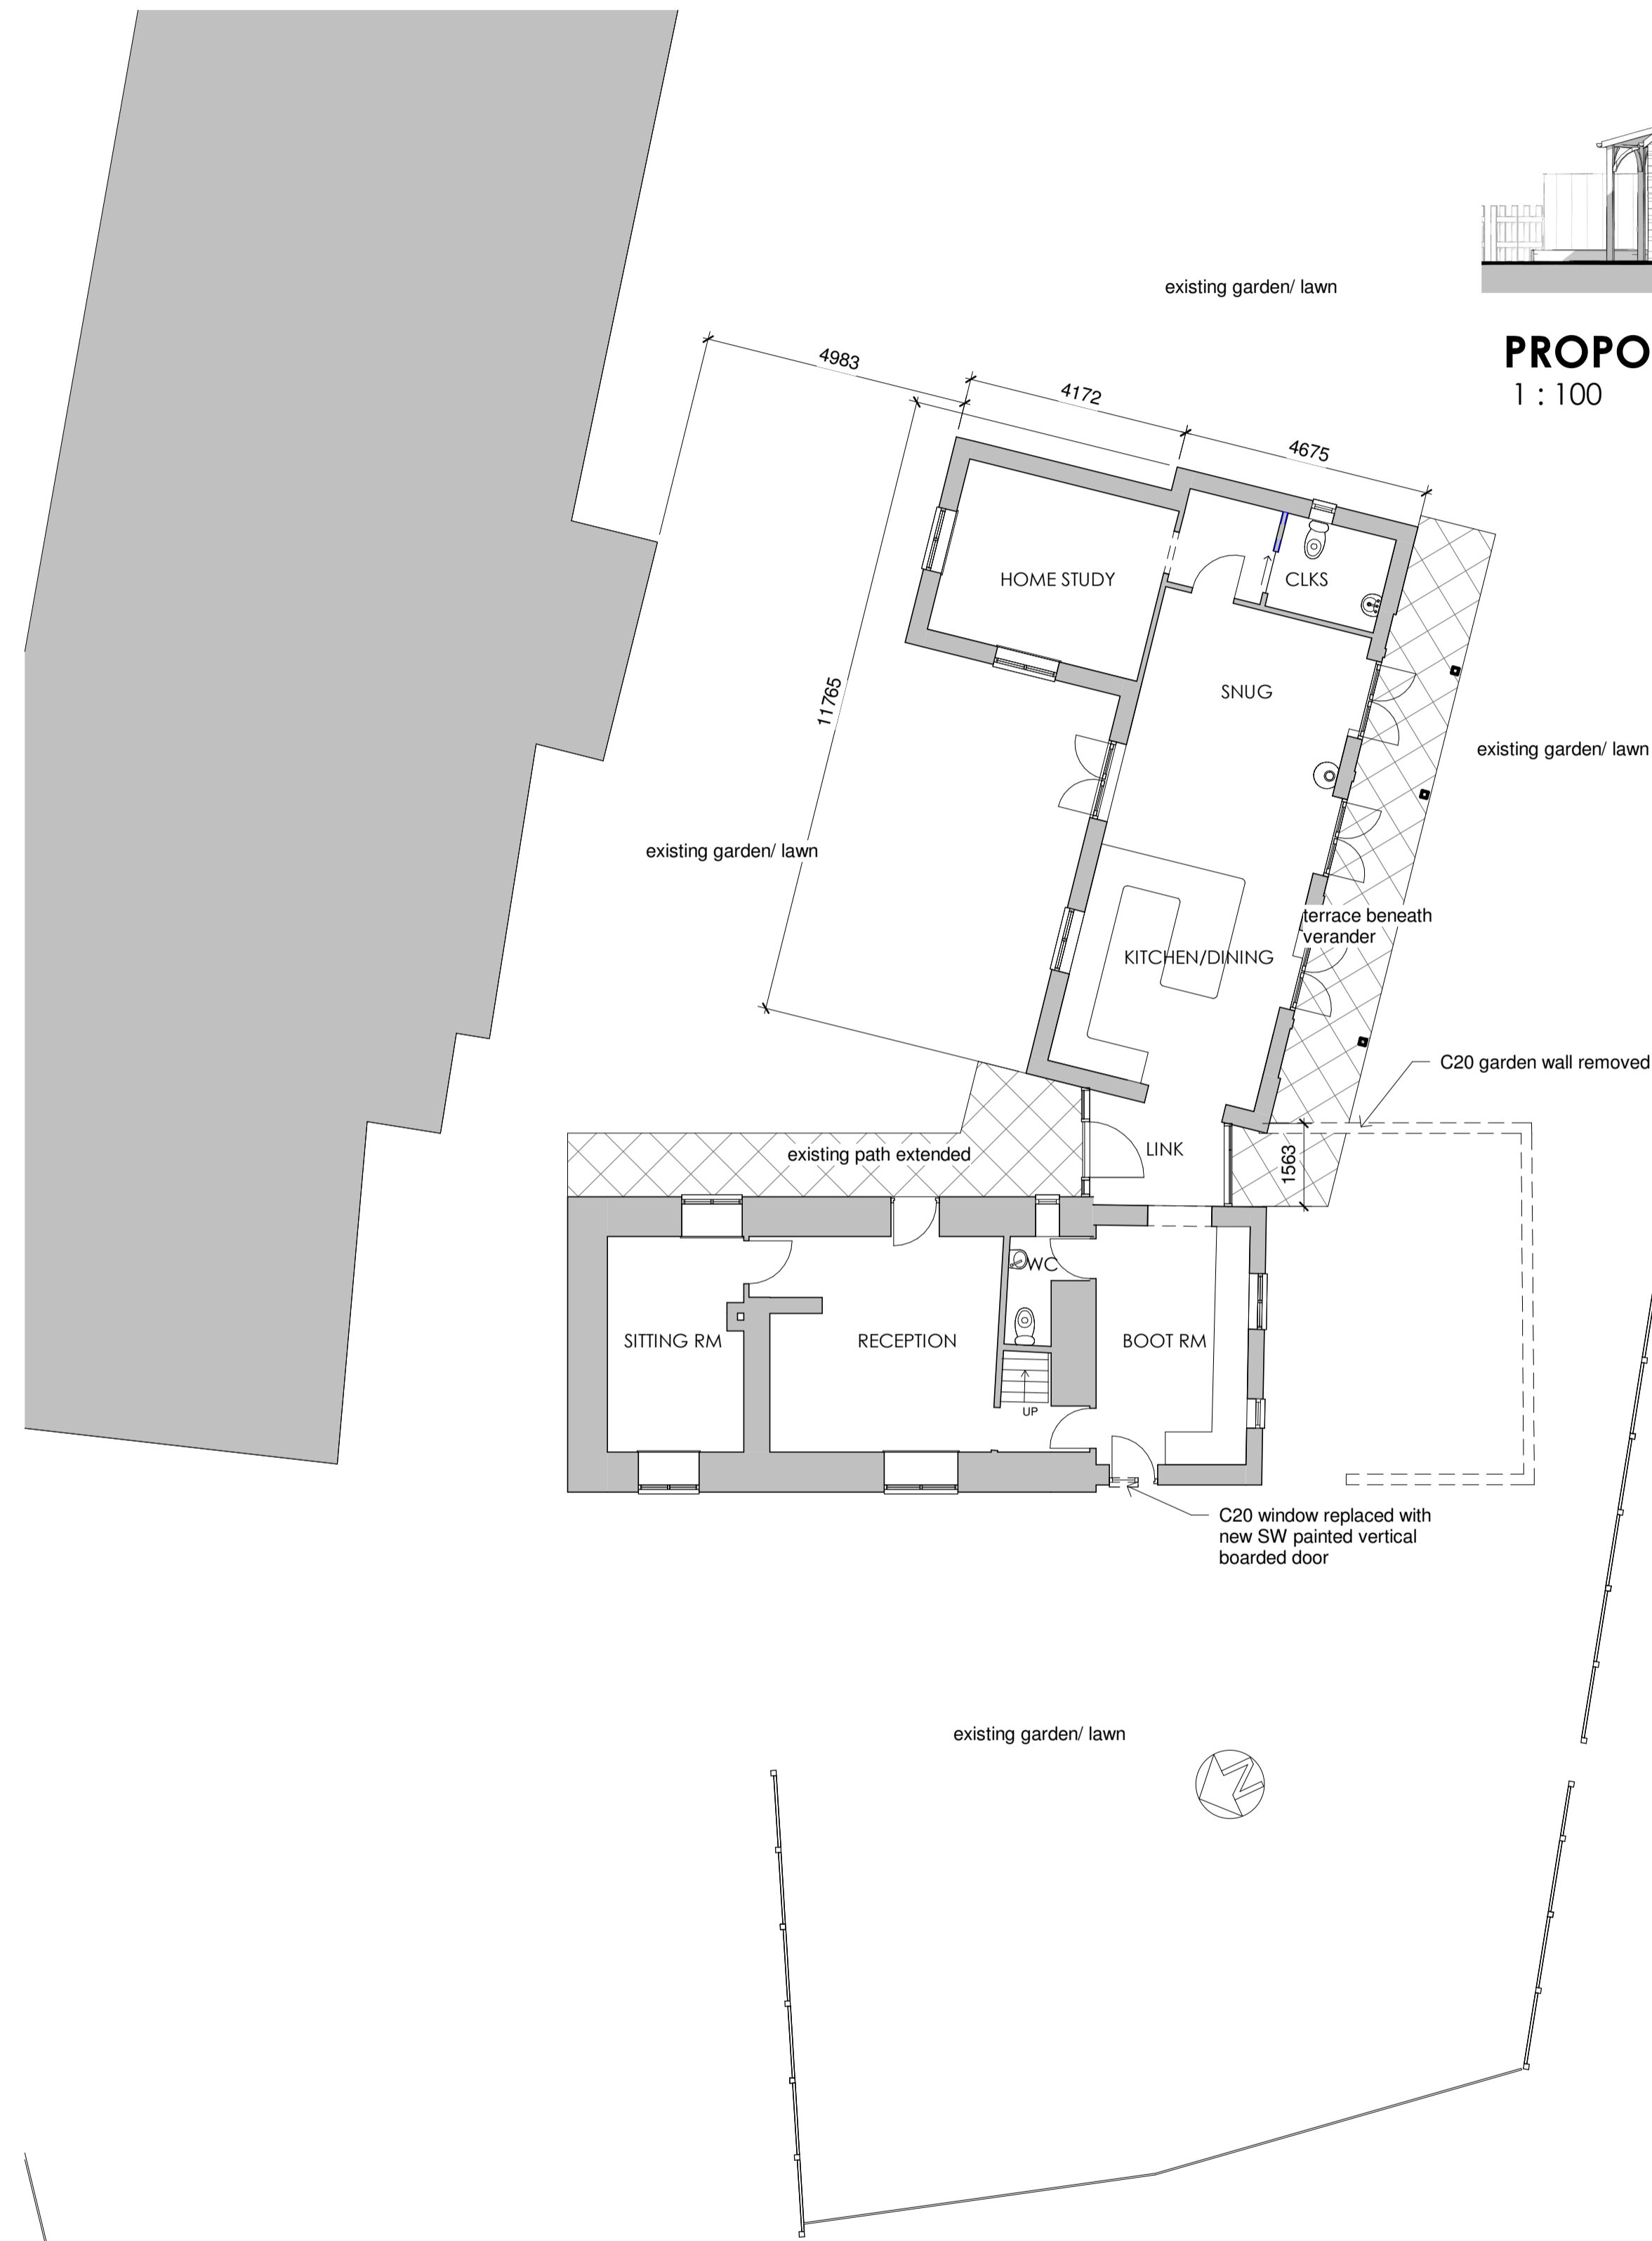 existing garden/ lawn
PROPO
1 : 100
4983
4172
4675
HOME STUDY
CLKS
SNUG
11765
existing garden/ lawn
existing garden/ lawn
terrace beneath
verander
KITCHEN/DINING
C20 garden wall removed
existing path extended
LINK
1563
WC
SITTING RM
RECEPTION
BOOT RM
UP
C20 window replaced with
new SW painted vertical
boarded door
existing garden/ lawn
N